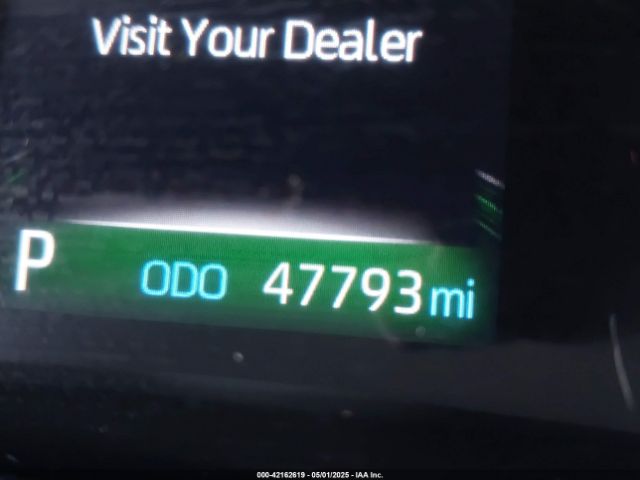 Visit Your Dealer
P ODO 47793 mi
000-42162619 - 05/01/2025 - IAA Inc.